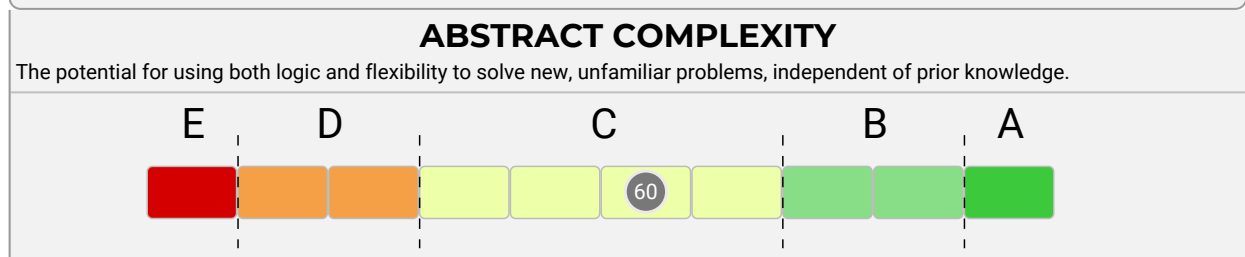 ABSTRACT COMPLEXITY
The potential for using both logic and flexibility to solve new, unfamiliar problems, independent of prior knowledge.
E D C B A
60